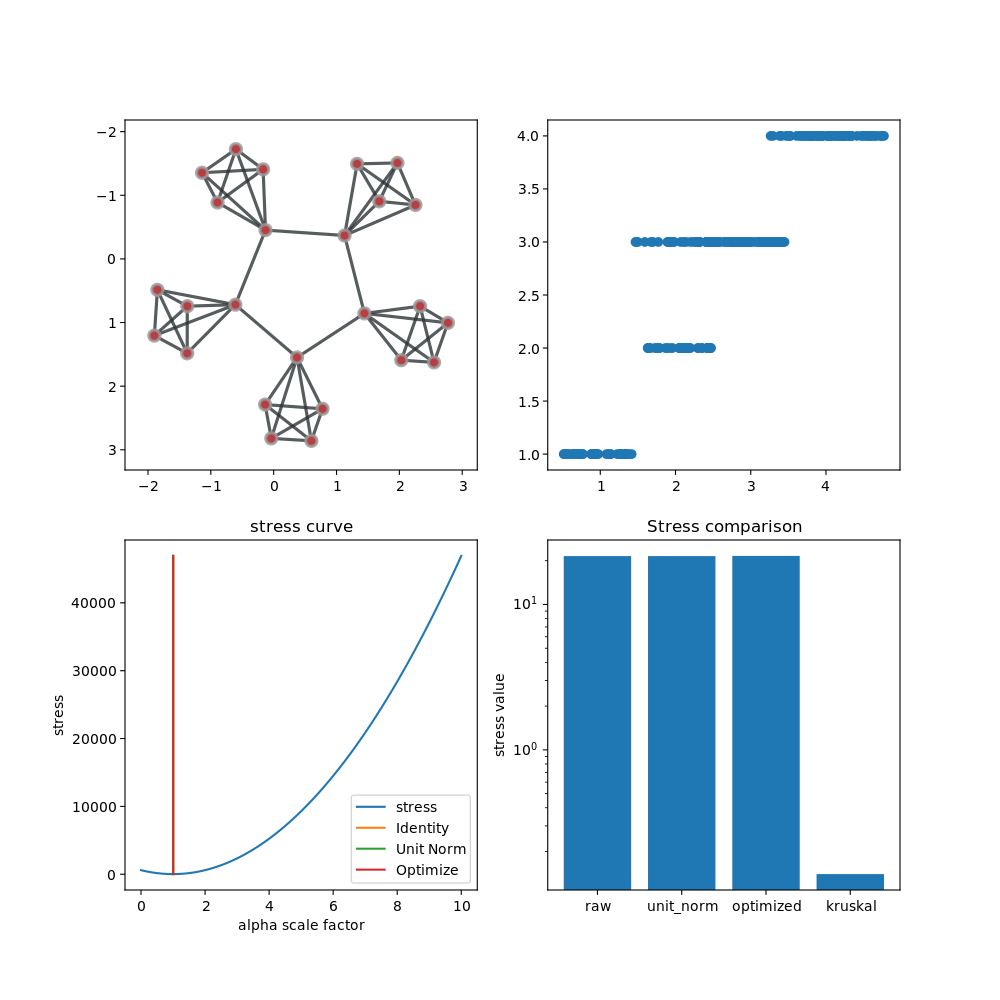 −2
−1
0
1
2
3
−2 −1 0 1 2 3
4.0
3.5
3.0
2.5
2.0
1.5
1.0
1 2 3 4
stress curve
stress
40000
30000
20000
10000
0
stress
Identity
Unit Norm
Optimize
0 2 4 6 8 10
alpha scale factor
Stress comparison
stress value
10¹
10⁰
raw unit_norm optimized kruskal